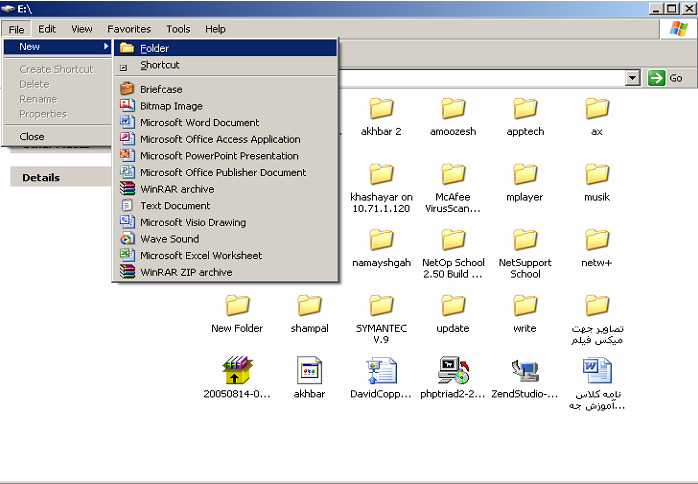 E:\
File Edit View Favorites Tools Help
New
Create Shortcut
Delete
Rename
Properties
Close
Folder
Shortcut
Briefcase
Bitmap Image
Microsoft Word Document
Microsoft Office Access Application
Microsoft PowerPoint Presentation
Microsoft Office Publisher Document
WinRAR archive
Text Document
Microsoft Visio Drawing
Wave Sound
Microsoft Excel Worksheet
WinRAR ZIP archive
Go
Details
akhbar 2 amoozesh apptech ax
khashayar on
10.71.1.120
McAfee
VirusScan...
mplayer musik
namayshgah
NetOp School
2.50 Build ...
NetSupport
School
netw+
New Folder shampal
SYMANTEC
V.9
update write
تصاوير جهت
ميكس فيلم
20050814-0... akhbar DavidCopp... phptriad2-2... ZendStudio-...
نامه كلاس
آموزش جه...